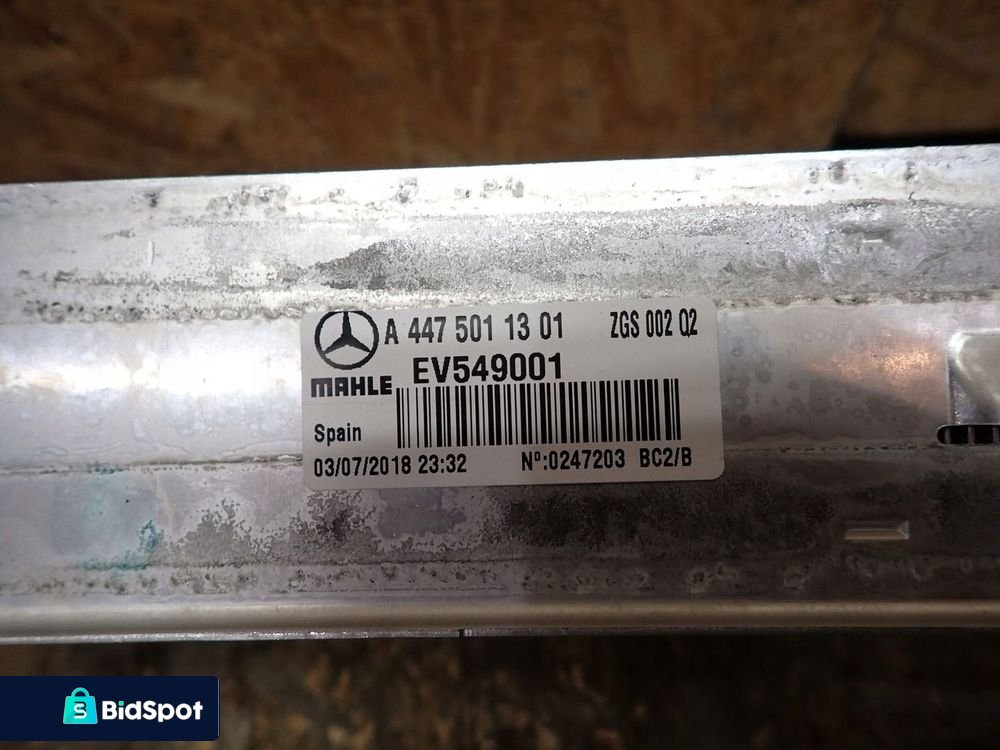 A 447 501 13 01 ZGS 002 Q2
MAHLE EV549001
Spain
03/07/2018 23:32 Nº:0247203 BC2/B
S BidSpot